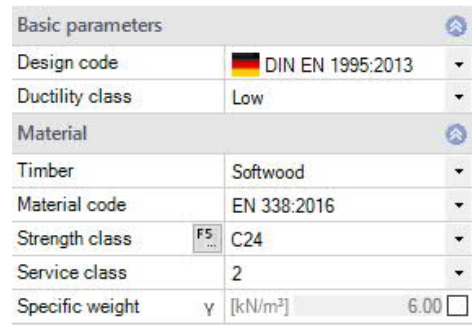 Basic parameters
Design code DIN EN 1995:2013
Ductility class Low
Material
Timber Softwood
Material code EN 338:2016
Strength class F5... C24
Service class 2
Specific weight γ [kN/m³] 6.00